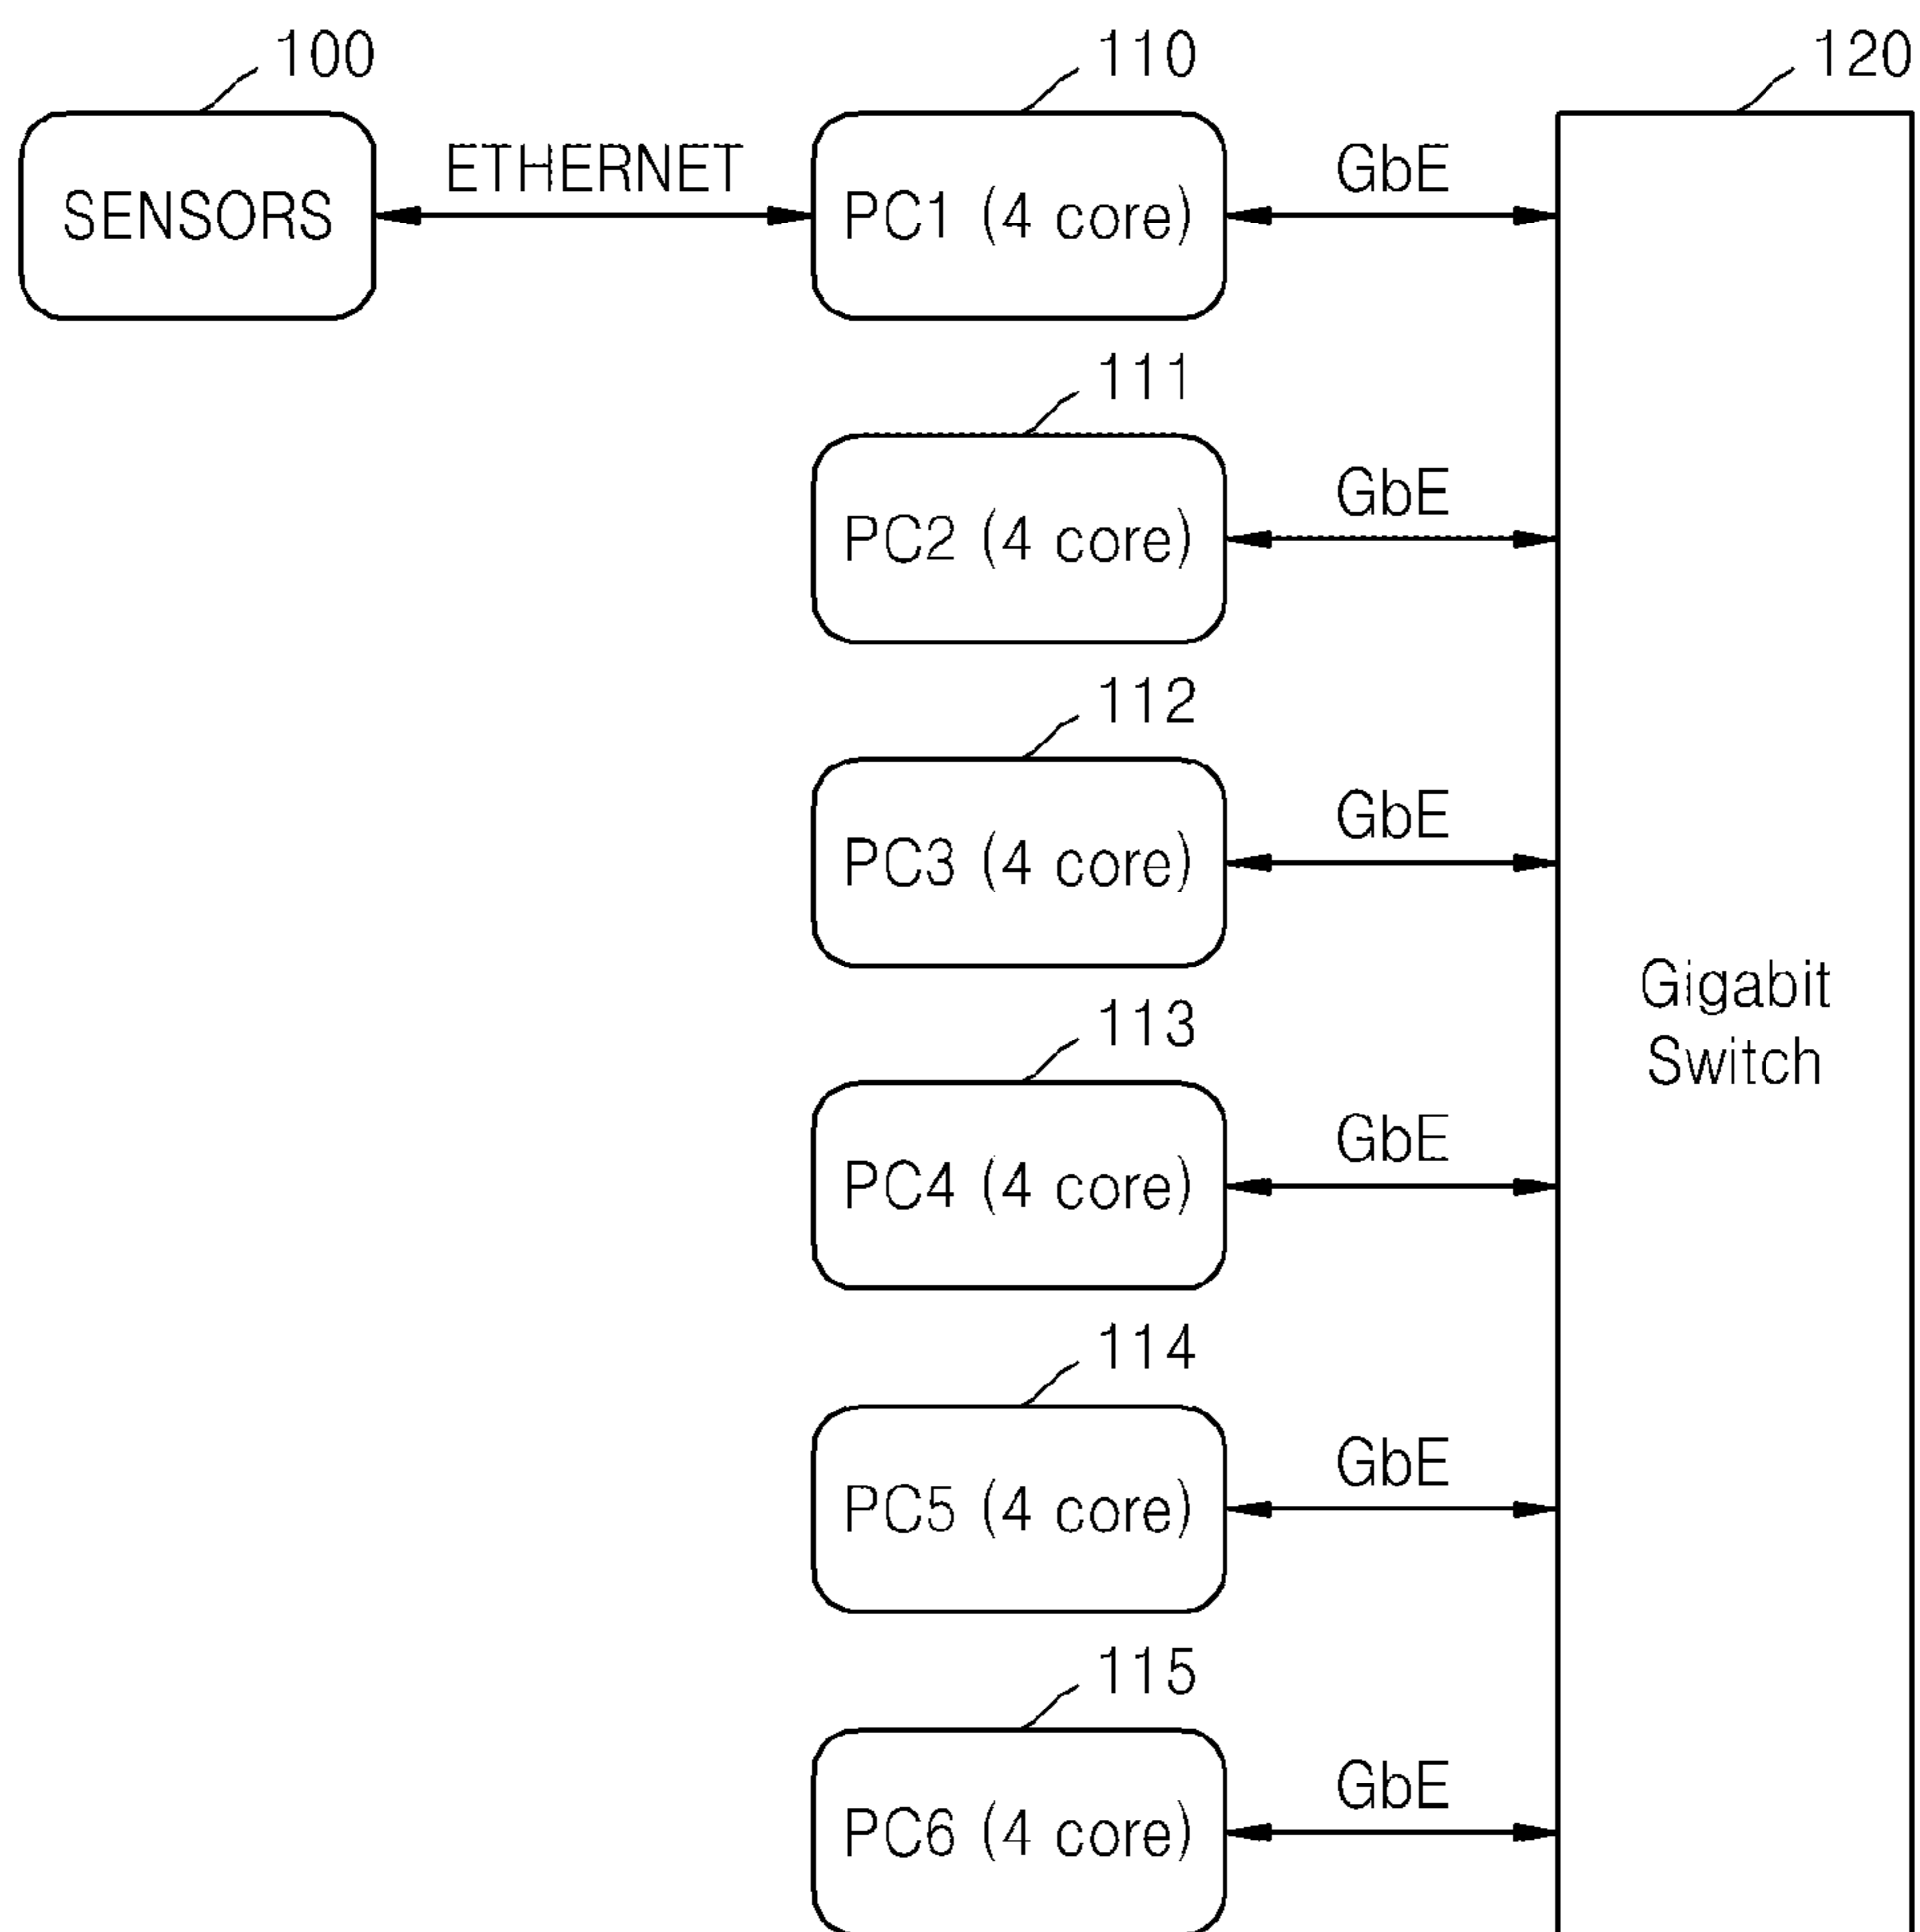 100
110
120
SENSORS
ETHERNET
PC1 (4 core)
GbE
111
PC2 (4 core)
GbE
112
PC3 (4 core)
GbE
Gigabit
Switch
113
PC4 (4 core)
GbE
114
PC5 (4 core)
GbE
115
PC6 (4 core)
GbE